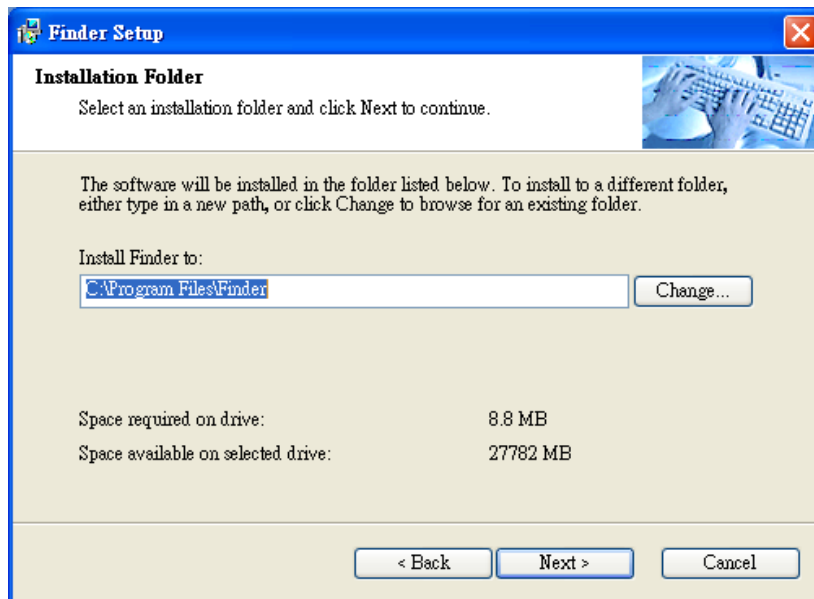 Finder Setup
Installation Folder
Select an installation folder and click Next to continue.
The software will be installed in the folder listed below. To install to a different folder,
either type in a new path, or click Change to browse for an existing folder.
Install Finder to:
C:\Program Files\Finder
Change...
Space required on drive: 8.8 MB
Space available on selected drive: 27782 MB
< Back Next > Cancel